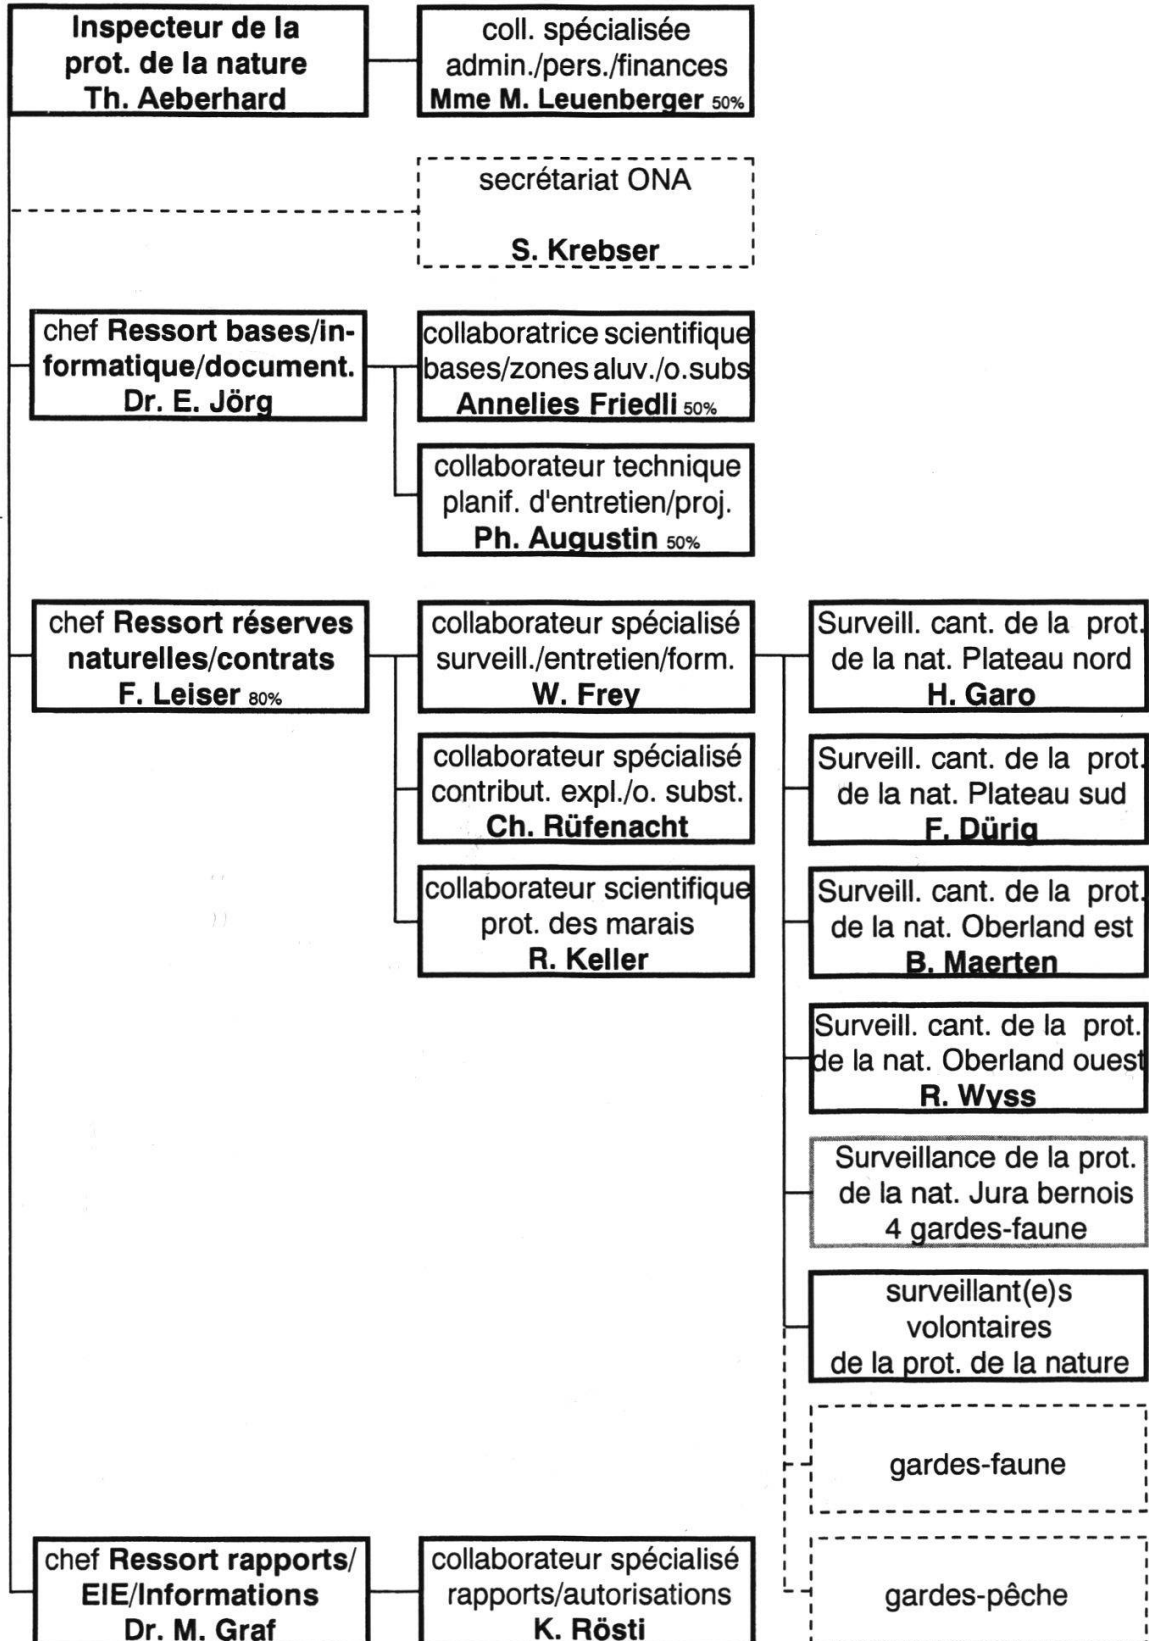 Inspecteur de la
prot. de la nature
Th. Aeberhard
coll. spécialisée
admin./pers./finances
Mme M. Leuenberger 50%
secrétariat ONA
S. Krebser
chef Ressort bases/in-
formatique/document.
Dr. E. Jörg
collaboratrice scientifique
bases/zones aluv./o.subs
Annelies Friedli 50%
collaborateur technique
planif. d'entretien/proj.
Ph. Augustin 50%
chef Ressort réserves
naturelles/contrats
F. Leiser 80%
collaborateur spécialisé
surveill./entretien/form.
W. Frey
collaborateur spécialisé
contribut. expl./o. subst.
Ch. Rüfenacht
collaborateur scientifique
prot. des marais
R. Keller
Surveill. cant. de la prot.
de la nat. Plateau nord
H. Garo
Surveill. cant. de la prot.
de la nat. Plateau sud
F. Dürig
Surveill. cant. de la prot.
de la nat. Oberland est
B. Maerten
Surveill. cant. de la prot.
de la nat. Oberland ouest
R. Wyss
Surveillance de la prot.
de la nat. Jura bernois
4 gardes-faune
surveillant(e)s
volontaires
de la prot. de la nature
gardes-faune
gardes-pêche
chef Ressort rapports/
EIE/Informations
Dr. M. Graf
collaborateur spécialisé
rapports/autorisations
K. Rösti